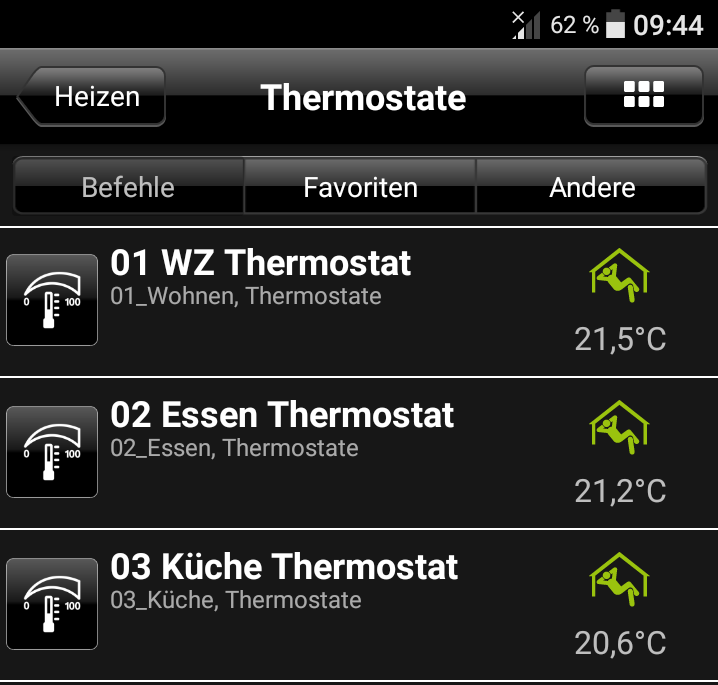 62 % 09:44
Heizen Thermostate
Befehle Favoriten Andere
01 WZ Thermostat
01_Wohnen, Thermostate
0 100
21,5°C
02 Essen Thermostat
02_Essen, Thermostate
0 100
21,2°C
03 Küche Thermostat
03_Küche, Thermostate
0 100
20,6°C